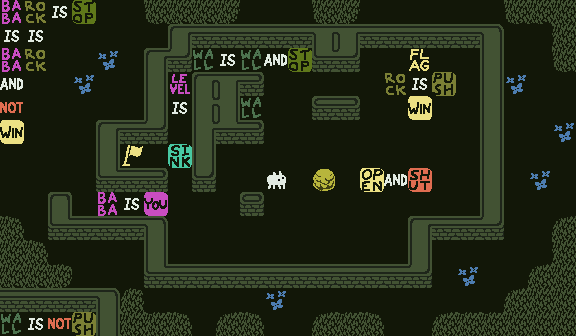 BABA ROCK IS STOP
IS IS
BABA ROCK WALL IS WALL AND STOP FLAG
AND LEVEL ROCK IS PUSH
NOT IS WALL WIN
WIN
SINK
OPEN AND SHUT
BABA IS YOU
WALL IS NOT PUSH